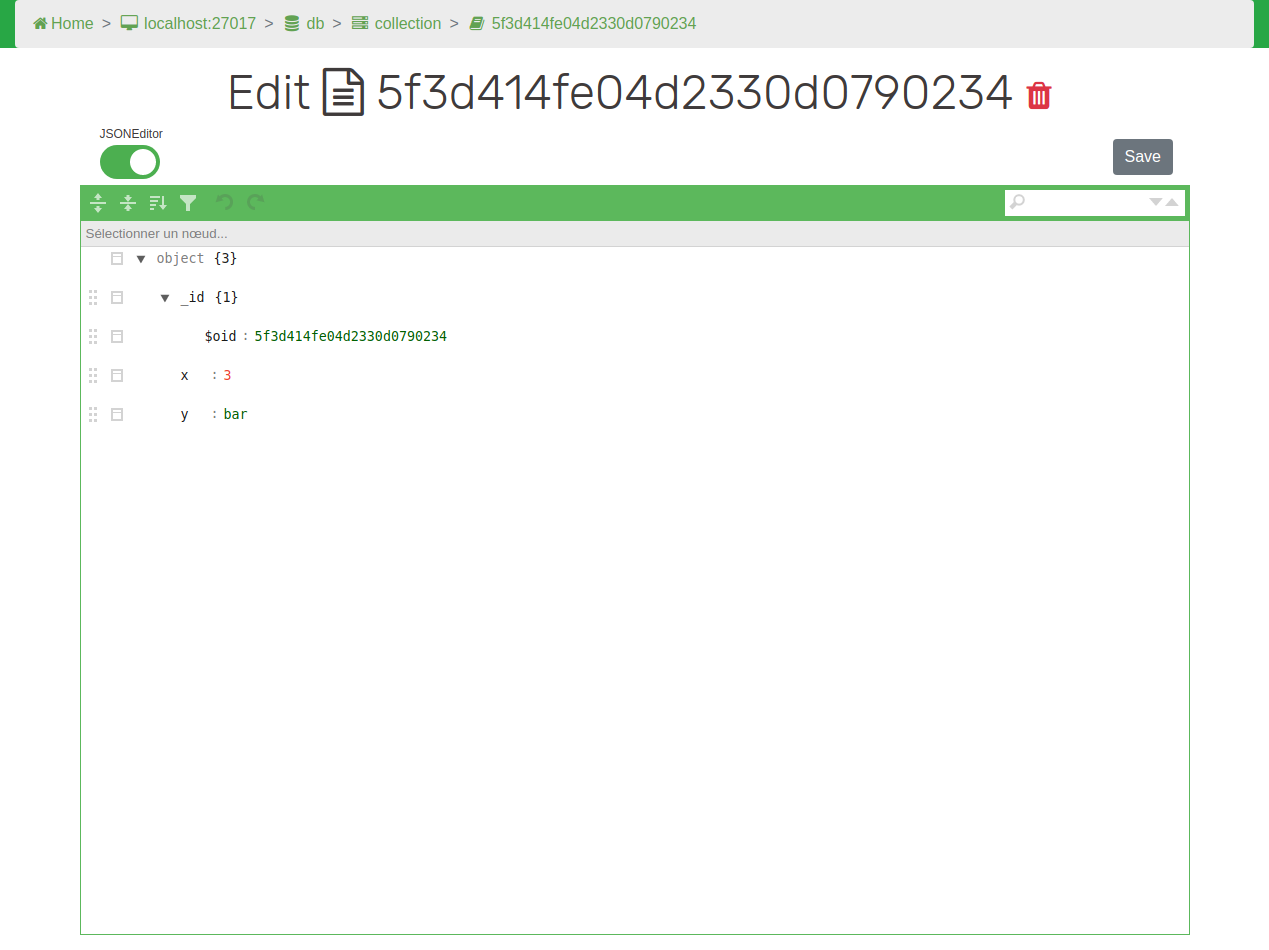 Home > localhost:27017 > db > collection > 5f3d414fe04d2330d0790234
Edit 5f3d414fe04d2330d0790234
JSONEditor
Save
Sélectionner un nœud...
object {3}
_id {1}
$oid : 5f3d414fe04d2330d0790234
x : 3
y : bar